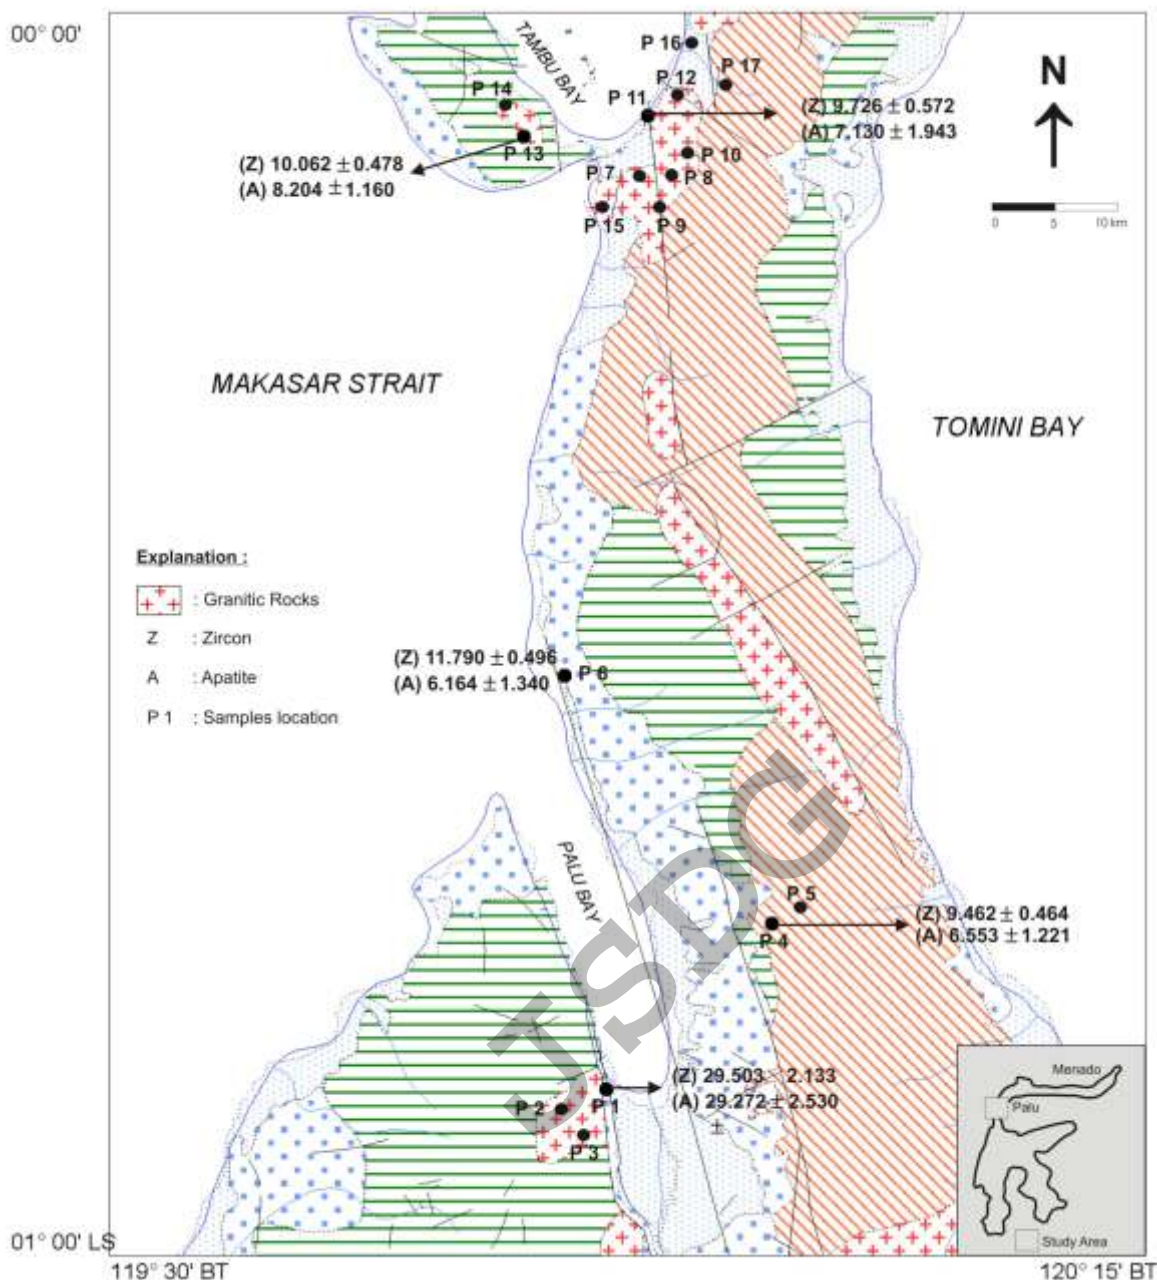 00° 00'
TAMBU BAY
P 16
P 17
P 12
P 11
P 14
P 13
(Z) 9.726 ± 0.572
(A) 7.130 ± 1.943
N
(Z) 10.062 ± 0.478
(A) 8.204 ± 1.160
P 10
P 7
P 8
P 15
P 9
0 5 10 km
MAKASAR STRAIT
TOMINI BAY
Explanation :
: Granitic Rocks
Z : Zircon
A : Apatite
P 1 : Samples location
(Z) 11.790 ± 0.496
(A) 6.164 ± 1.340
P 6
PALU BAY
P 5
P 4
(Z) 9.462 ± 0.464
(A) 6.553 ± 1.221
JSDG
(Z) 29.503 2.133
(A) 29.272 ± 2.530
±
P 2
P 1
P 3
Menado
Palu
Study Area
01° 00' LS
119° 30' BT
120° 15' BT